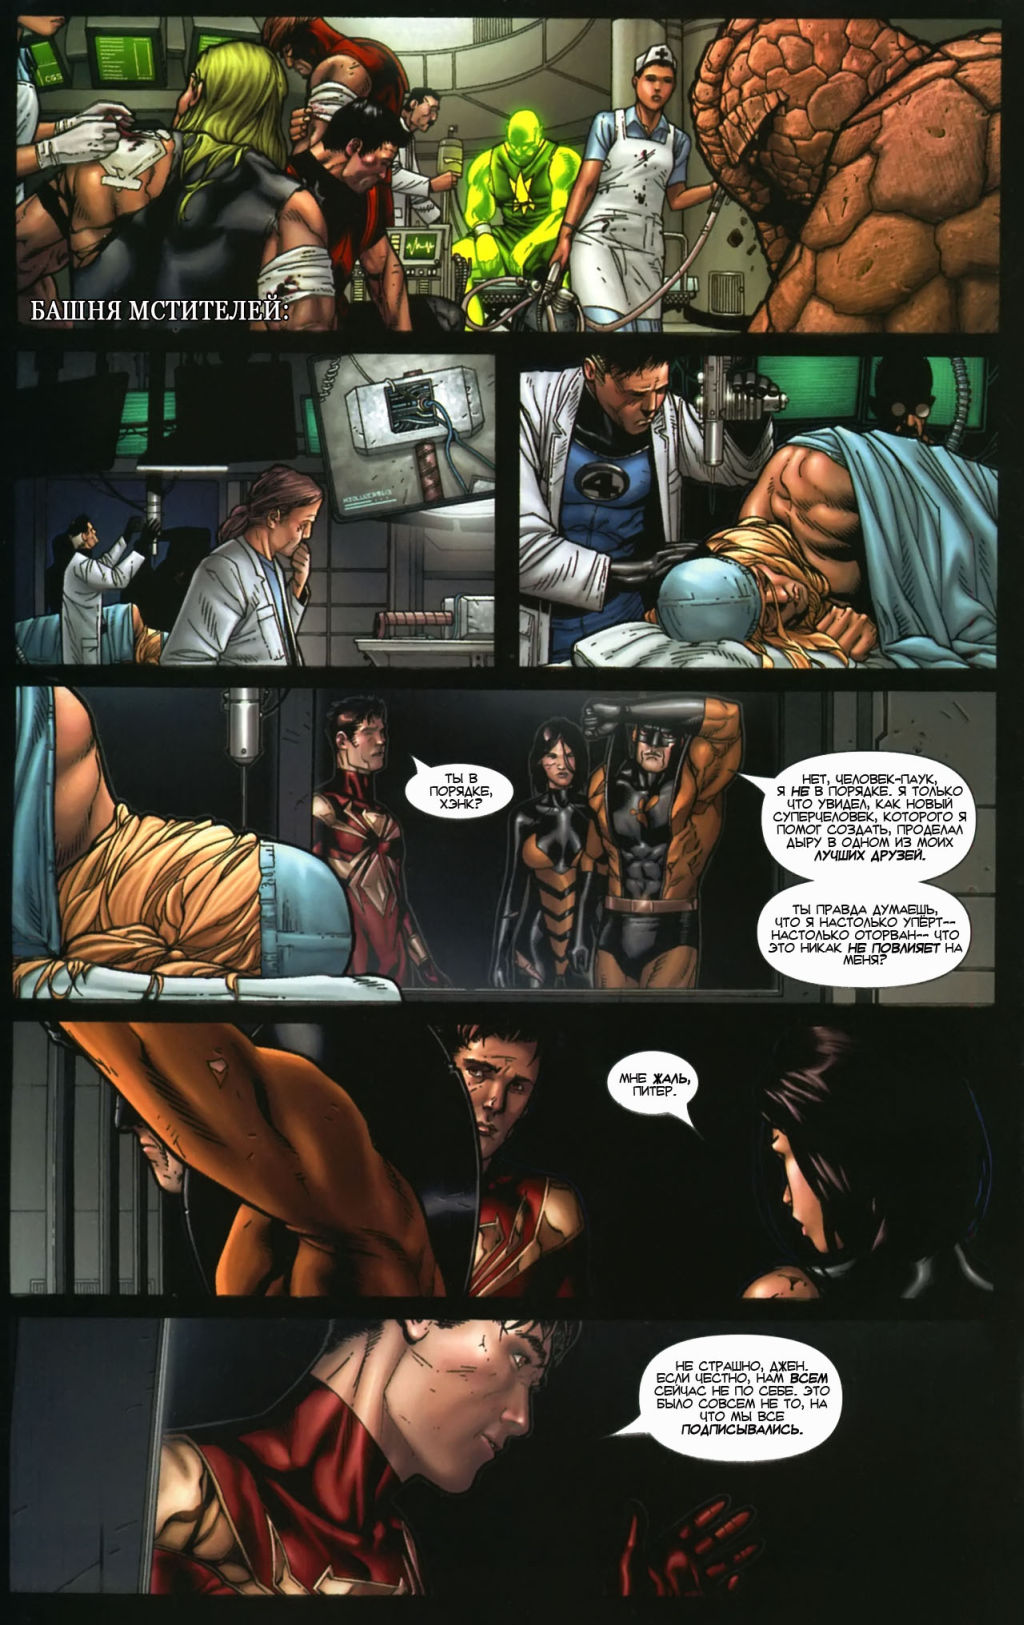 CGS
БАШНЯ МСТИТЕЛЕЙ:
4
ТЫ В
ПОРЯДКЕ,
ХЭНК?
НЕТ, ЧЕЛОВЕК-ПАУК,
Я НЕ В ПОРЯДКЕ. Я ТОЛЬКО
ЧТО УВИДЕЛ, КАК НОВЫЙ
СУПЕРЧЕЛОВЕК, КОТОРОГО Я
ПОМОГ СОЗДАТЬ, ПРОДЕЛАЛ
ДЫРУ В ОДНОМ ИЗ МОИХ
ЛУЧШИХ ДРУЗЕЙ.
ТЫ ПРАВДА ДУМАЕШЬ,
ЧТО Я НАСТОЛЬКО УПЁРТ--
НАСТОЛЬКО ОТОРВАН-- ЧТО
ЭТО НИКАК НЕ ПОВЛИЯЕТ НА
МЕНЯ?
МНЕ ЖАЛЬ,
ПИТЕР.
НЕ СТРАШНО, ДЖЕН.
ЕСЛИ ЧЕСТНО, НАМ ВСЕМ
СЕЙЧАС НЕ ПО СЕБЕ. ЭТО
БЫЛО СОВСЕМ НЕ ТО, НА
ЧТО МЫ ВСЕ
ПОДПИСЫВАЛИСЬ.